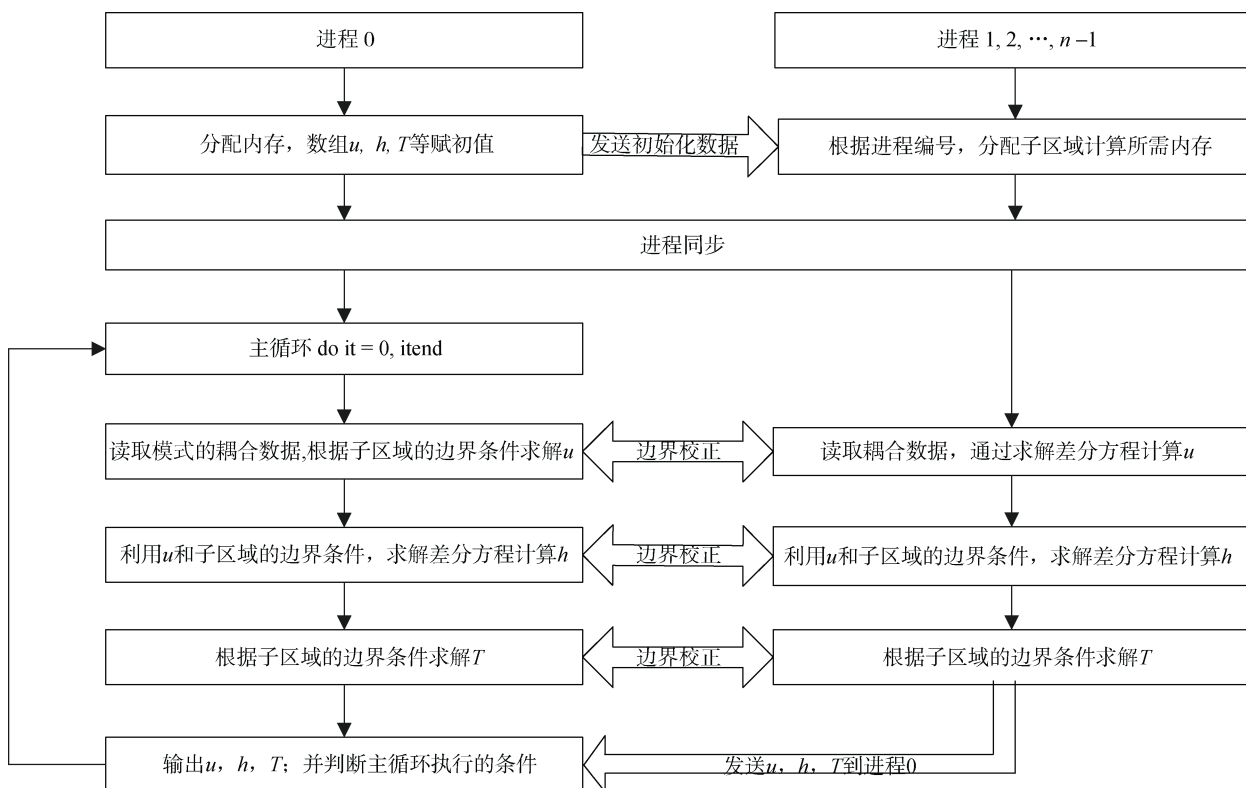 进程 0
进程 1, 2, …, n –1
分配内存，数组u, h, T等赋初值
发送初始化数据
根据进程编号，分配子区域计算所需内存
进程同步
主循环 do it = 0, itend
读取模式的耦合数据,根据子区域的边界条件求解u
边界校正
读取耦合数据，通过求解差分方程计算u
利用u和子区域的边界条件，求解差分方程计算h
边界校正
利用u和子区域的边界条件，求解差分方程计算h
根据子区域的边界条件求解T
边界校正
根据子区域的边界条件求解T
输出u，h，T；并判断主循环执行的条件
发送u，h，T到进程0